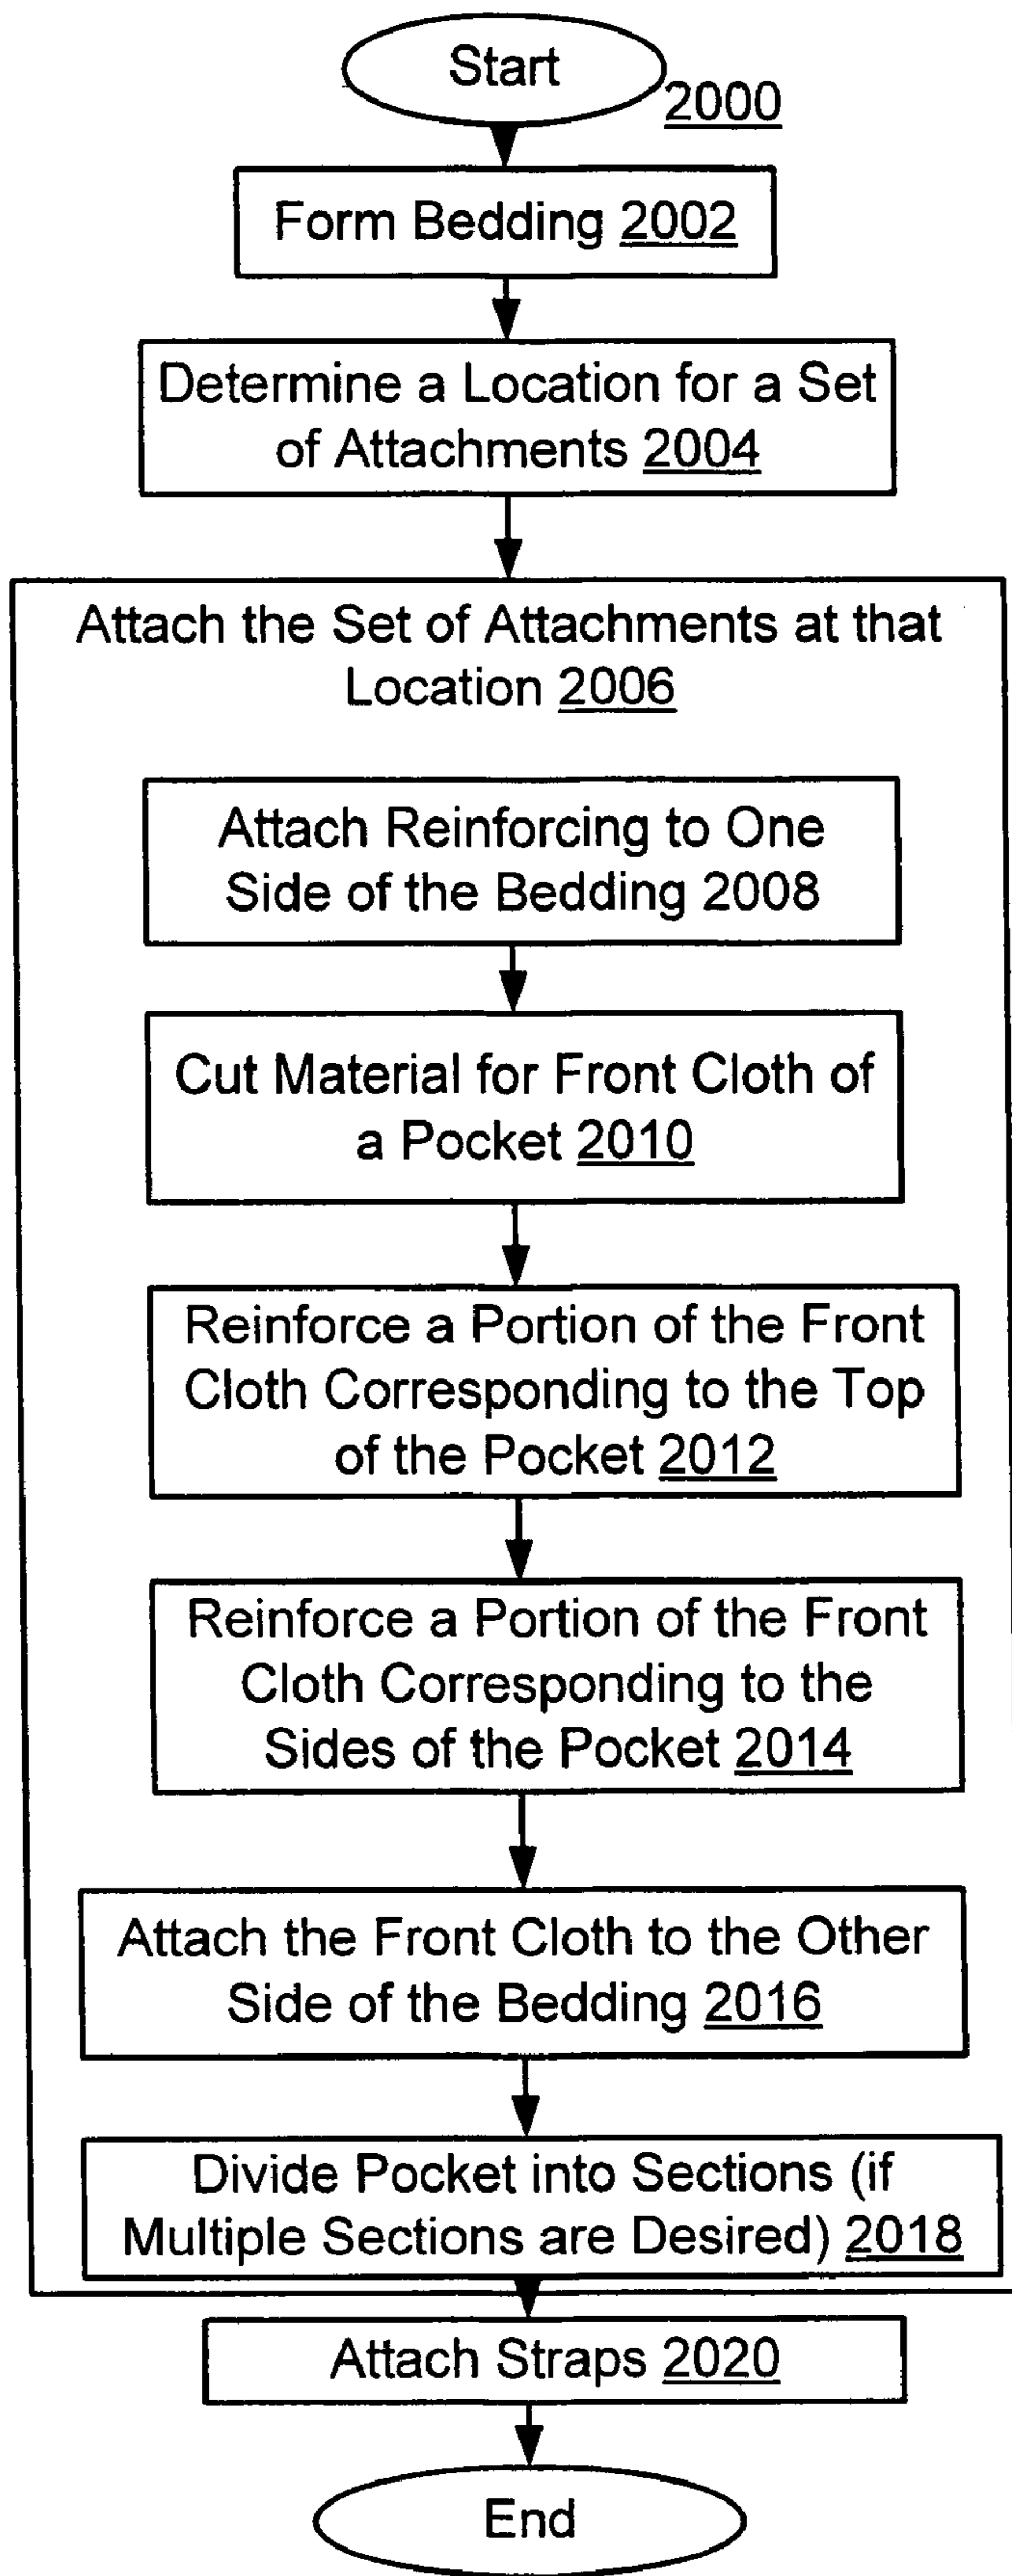 Start
2000
Form Bedding 2002
Determine a Location for a Set
of Attachments 2004
Attach the Set of Attachments at that
Location 2006
Attach Reinforcing to One
Side of the Bedding 2008
Cut Material for Front Cloth of
a Pocket 2010
Reinforce a Portion of the Front
Cloth Corresponding to the Top
of the Pocket 2012
Reinforce a Portion of the Front
Cloth Corresponding to the
Sides of the Pocket 2014
Attach the Front Cloth to the Other
Side of the Bedding 2016
Divide Pocket into Sections (if
Multiple Sections are Desired) 2018
Attach Straps 2020
End